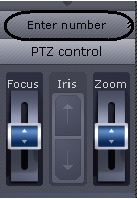 Enter number
PTZ control
Focus Iris Zoom